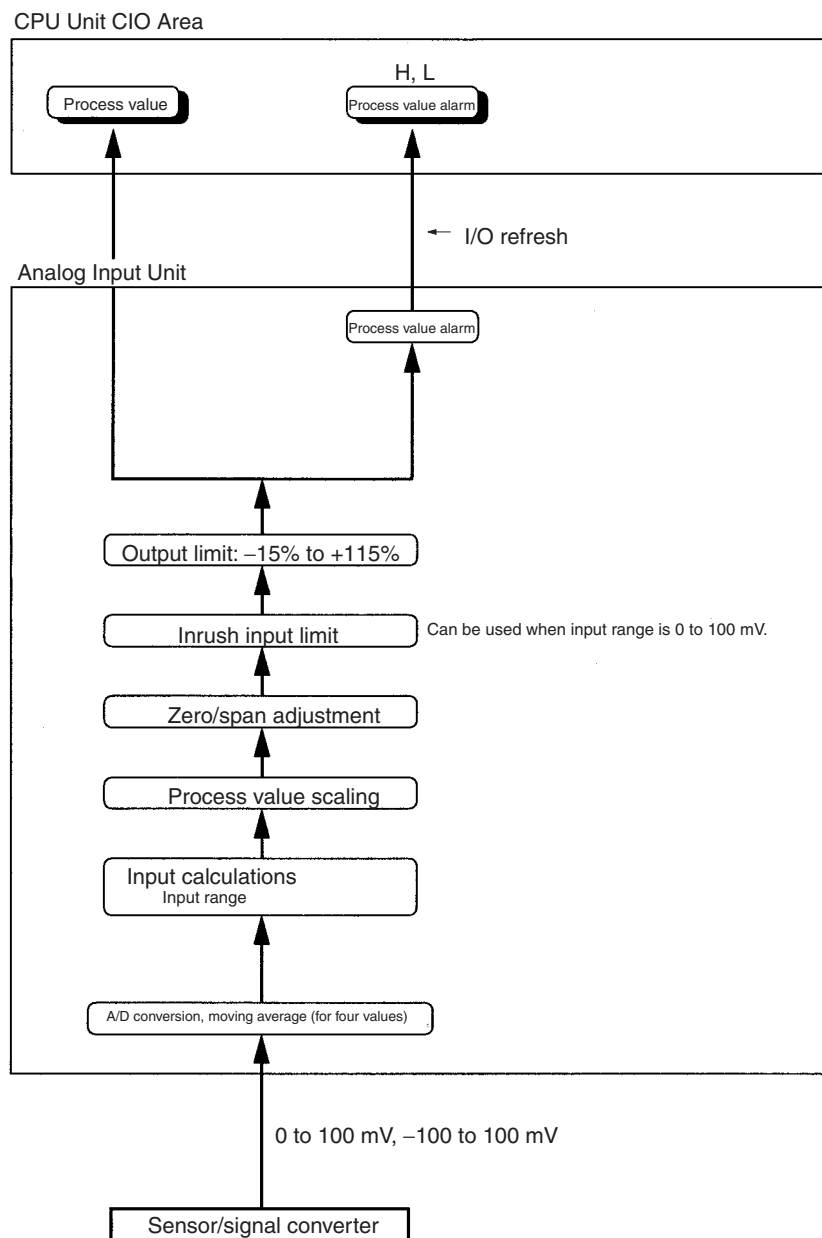 CPU Unit CIO Area
H, L
Process value
Process value alarm
I/O refresh
Analog Input Unit
Process value alarm
Output limit: –15% to +115%
Inrush input limit
Can be used when input range is 0 to 100 mV.
Zero/span adjustment
Process value scaling
Input calculations
Input range
A/D conversion, moving average (for four values)
0 to 100 mV, –100 to 100 mV
Sensor/signal converter